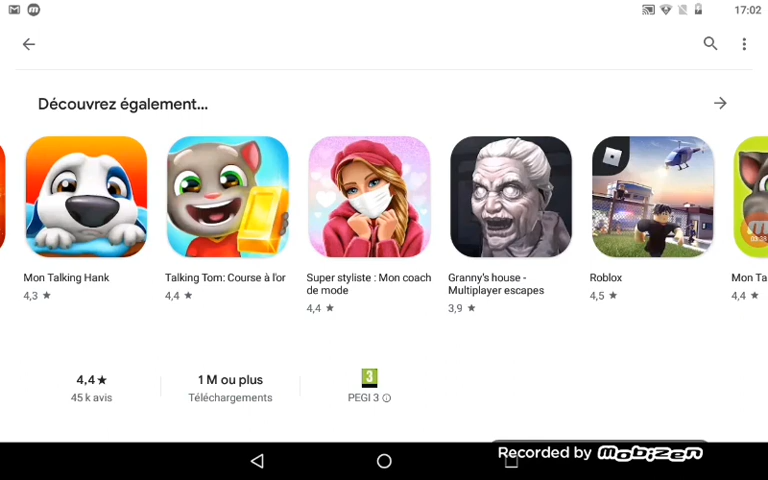 17:02
Découvrez également...
Mon Talking Hank
4,3 ★
Talking Tom: Course à l'or
4,4 ★
Super styliste : Mon coach
de mode
4,4 ★
Granny's house -
Multiplayer escapes
3,9 ★
Roblox
4,5 ★
Mon Ta
4,4 ★
03:38
4,4★
45 k avis
1 M ou plus
Téléchargements
3
PEGI 3
Recorded by mobizen